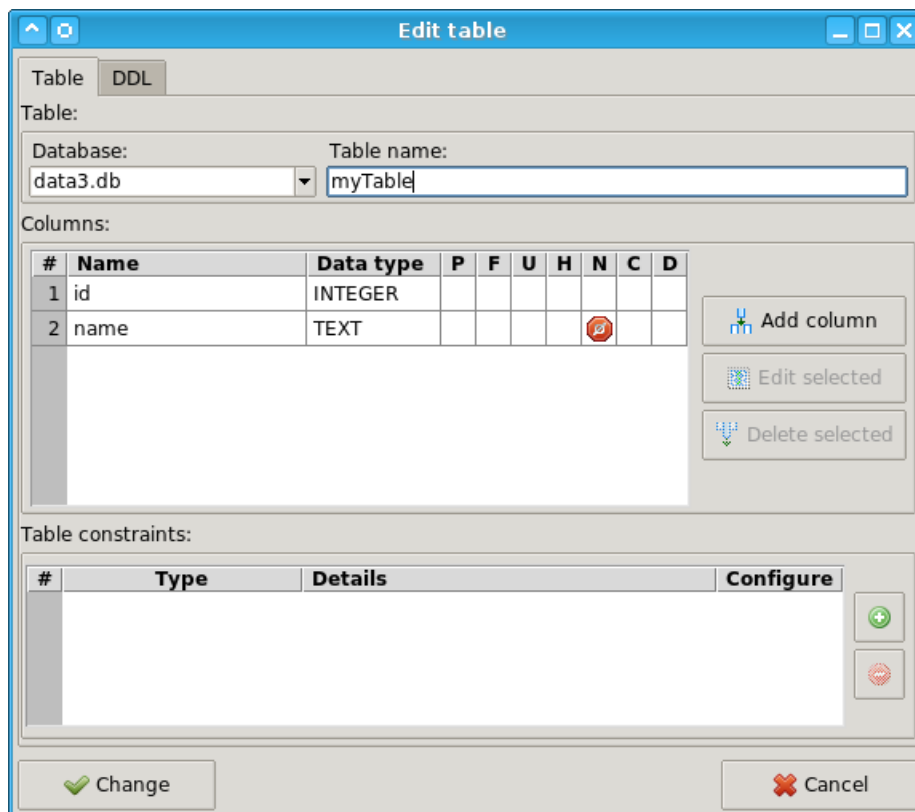 Edit table
Table DDL
Table:
Database: Table name:
data3.db myTable
Columns:
# Name Data type P F U H N C D
1 id INTEGER
2 name TEXT
Add column
Edit selected
Delete selected
Table constraints:
# Type Details Configure
Change Cancel